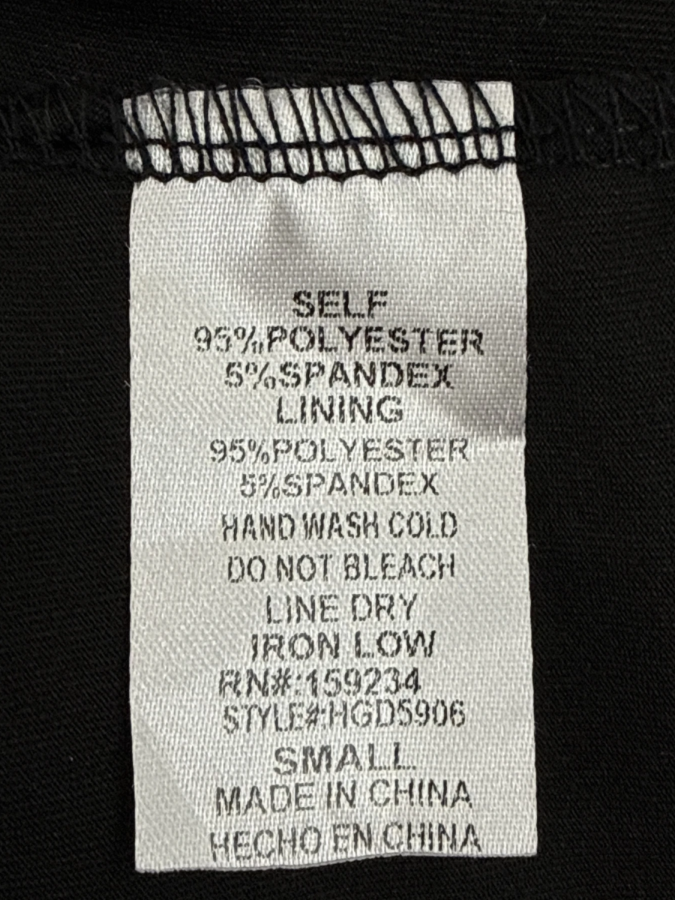 SELF
95%POLYESTER
5%SPANDEX
LINING
95%POLYESTER
5%SPANDEX
HAND WASH COLD
DO NOT BLEACH
LINE DRY
IRON LOW
RN#:159234
STYLE#:HGD5906
SMALL
MADE IN CHINA
HECHO EN CHINA